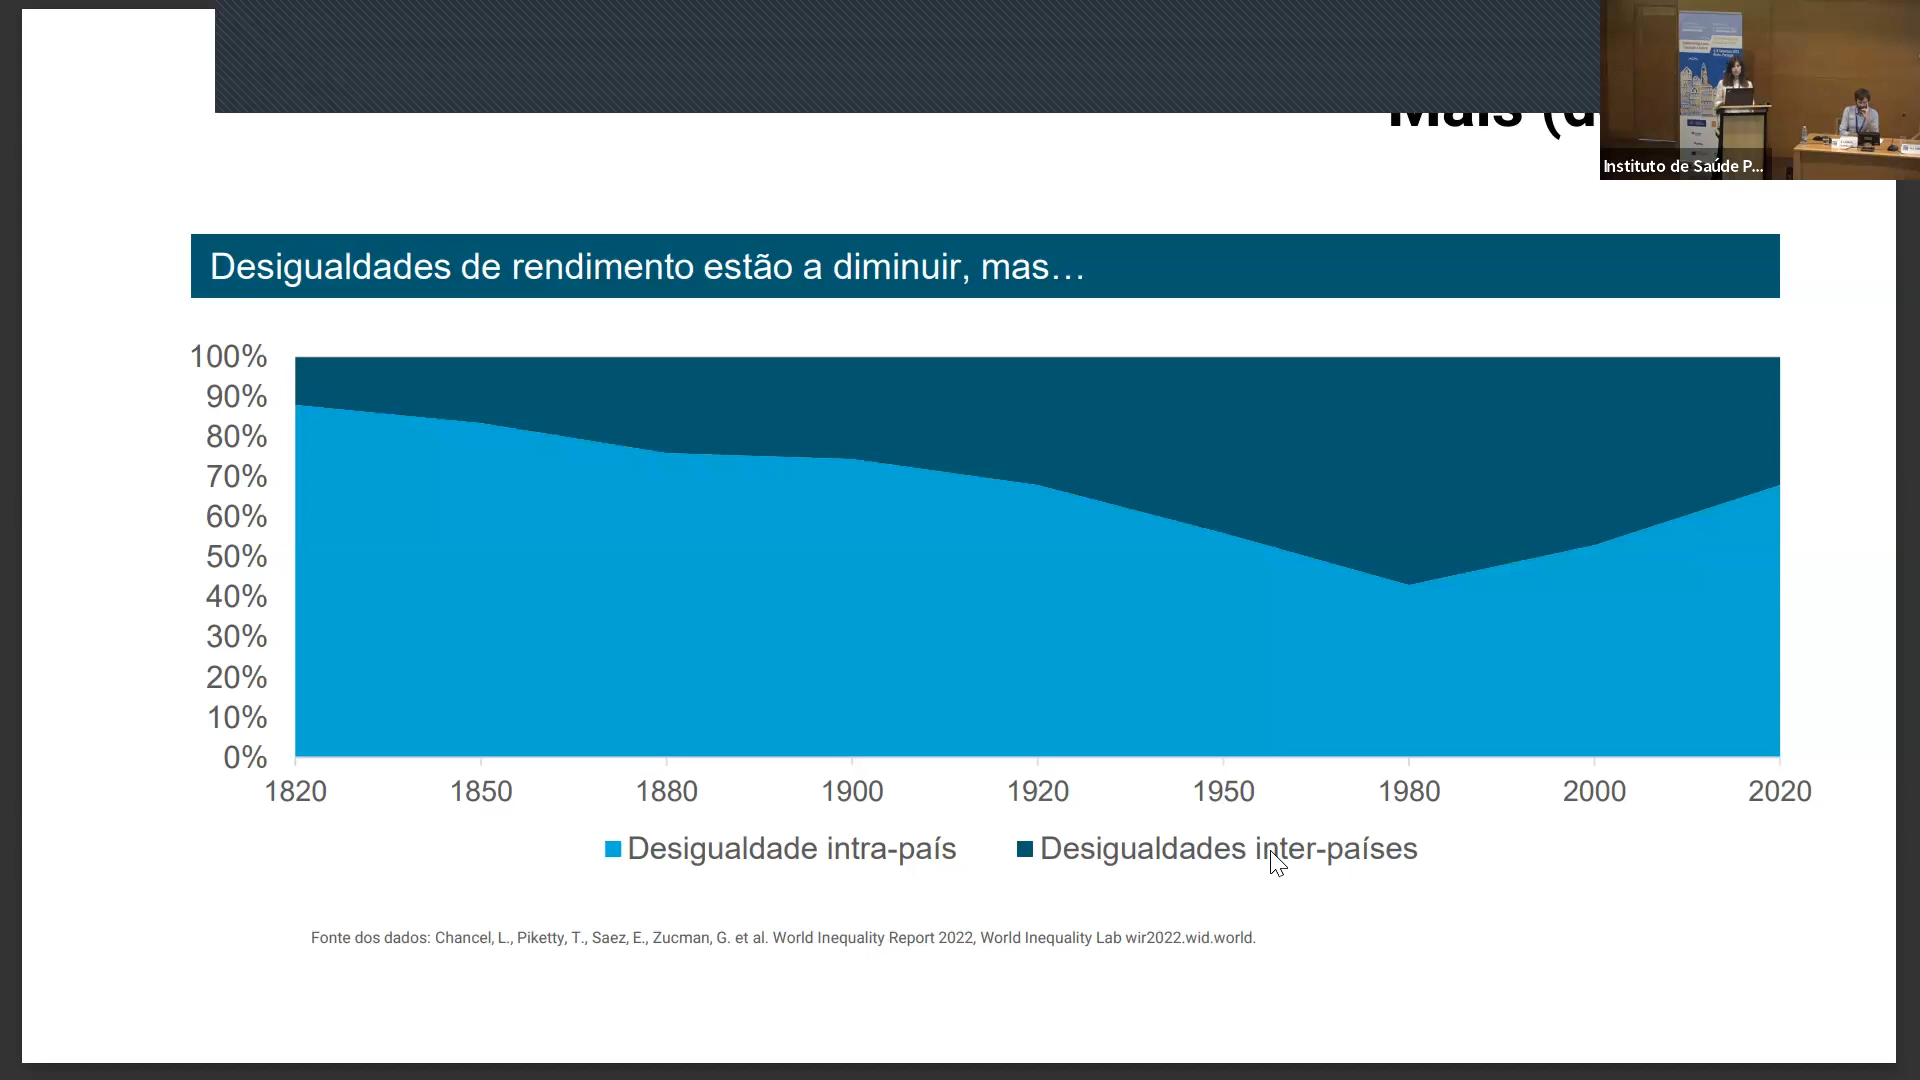 Mais (d
Instituto de Saúde P...
Desigualdades de rendimento estão a diminuir, mas…
100%
90%
80%
70%
60%
50%
40%
30%
20%
10%
0%
1820 1850 1880 1900 1920 1950 1980 2000 2020
Desigualdade intra-país Desigualdades inter-países
Fonte dos dados: Chancel, L., Piketty, T., Saez, E., Zucman, G. et al. World Inequality Report 2022, World Inequality Lab wir2022.wid.world.